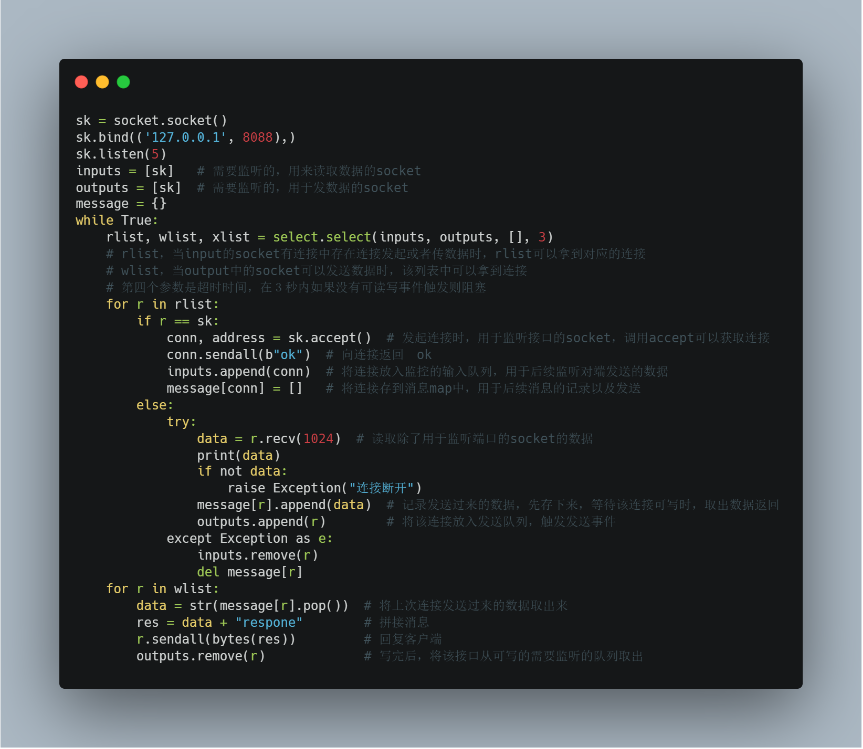 sk = socket.socket()
sk.bind(('127.0.0.1', 8088),)
sk.listen(5)
inputs = [sk]   # 需要监听的，用来读取数据的socket
outputs = [sk]  # 需要监听的，用于发数据的socket
message = {}
while True:
    rlist, wlist, xlist = select.select(inputs, outputs, [], 3)
    # rlist，当input的socket有连接中存在连接发起或者传数据时，rlist可以拿到对应的连接
    # wlist，当output中的socket可以发送数据时，该列表中可以拿到连接
    # 第四个参数是超时时间，在３秒内如果没有可读写事件触发则阻塞
    for r in rlist:
        if r == sk:
            conn, address = sk.accept()  # 发起连接时，用于监听接口的socket，调用accept可以获取连接
            conn.sendall(b"ok")  # 向连接返回　ok
            inputs.append(conn)  # 将连接放入监控的输入队列，用于后续监听对端发送的数据
            message[conn] = []   # 将连接存到消息map中，用于后续消息的记录以及发送
        else:
            try:
                data = r.recv(1024)  # 读取除了用于监听端口的socket的数据
                print(data)
                if not data:
                    raise Exception("连接断开")
                message[r].append(data)  # 记录发送过来的数据，先存下来，等待该连接可写时，取出数据返回
                outputs.append(r)        # 将该连接放入发送队列，触发发送事件
            except Exception as e:
                inputs.remove(r)
                del message[r]
    for r in wlist:
        data = str(message[r].pop())  # 将上次连接发送过来的数据取出来
        res = data + "respone"        # 拼接消息
        r.sendall(bytes(res))         # 回复客户端
        outputs.remove(r)             # 写完后，将该接口从可写的需要监听的队列取出